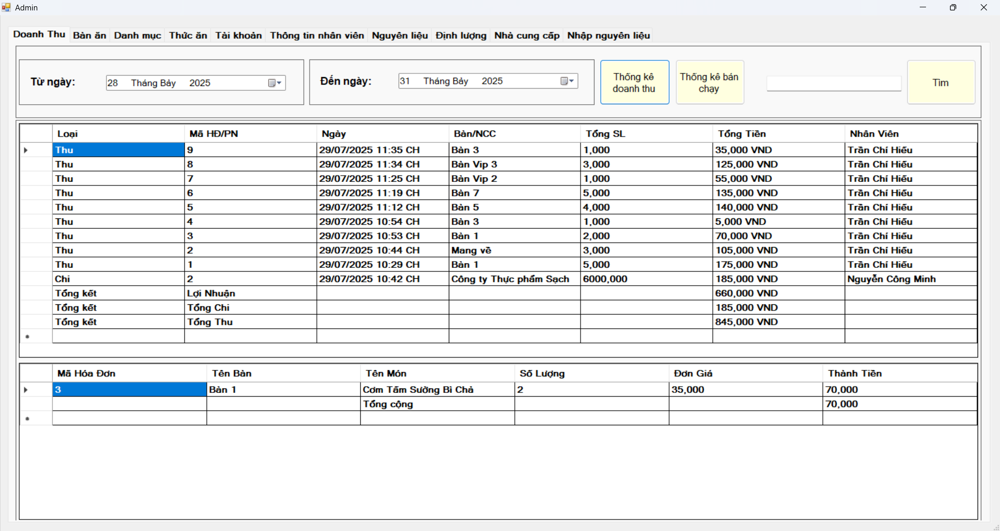 Admin
Doanh Thu Bàn ăn Danh mục Thức ăn Tài khoản Thông tin nhân viên Nguyên liệu Định lượng Nhà cung cấp Nhập nguyên liệu
Từ ngày: 28 Tháng Bảy 2025 Đến ngày: 31 Tháng Bảy 2025 Thống kê doanh thu Thống kê bán chạy Tìm
Loại Mã HĐ/PN Ngày Bàn/NCC Tổng SL Tổng Tiền Nhân Viên
Thu 9 29/07/2025 11:35 CH Bàn 3 1,000 35,000 VND Trần Chí Hiếu
Thu 8 29/07/2025 11:34 CH Bàn Vip 3 3,000 125,000 VND Trần Chí Hiếu
Thu 7 29/07/2025 11:25 CH Bàn Vip 2 1,000 55,000 VND Trần Chí Hiếu
Thu 6 29/07/2025 11:19 CH Bàn 7 5,000 135,000 VND Trần Chí Hiếu
Thu 5 29/07/2025 11:12 CH Bàn 5 4,000 140,000 VND Trần Chí Hiếu
Thu 4 29/07/2025 10:54 CH Bàn 3 1,000 5,000 VND Trần Chí Hiếu
Thu 3 29/07/2025 10:53 CH Bàn 1 2,000 70,000 VND Trần Chí Hiếu
Thu 2 29/07/2025 10:44 CH Mang về 3,000 105,000 VND Trần Chí Hiếu
Thu 1 29/07/2025 10:29 CH Bàn 1 5,000 175,000 VND Trần Chí Hiếu
Chi 2 29/07/2025 10:42 CH Công ty Thực phẩm Sạch 6000,000 185,000 VND Nguyễn Công Minh
Tổng kết Lợi Nhuận 660,000 VND
Tổng kết Tổng Chi 185,000 VND
Tổng kết Tổng Thu 845,000 VND
Mã Hóa Đơn Tên Bàn Tên Món Số Lượng Đơn Giá Thành Tiền
3 Bàn 1 Cơm Tấm Sường Bì Chả 2 35,000 70,000
Tổng cộng 70,000